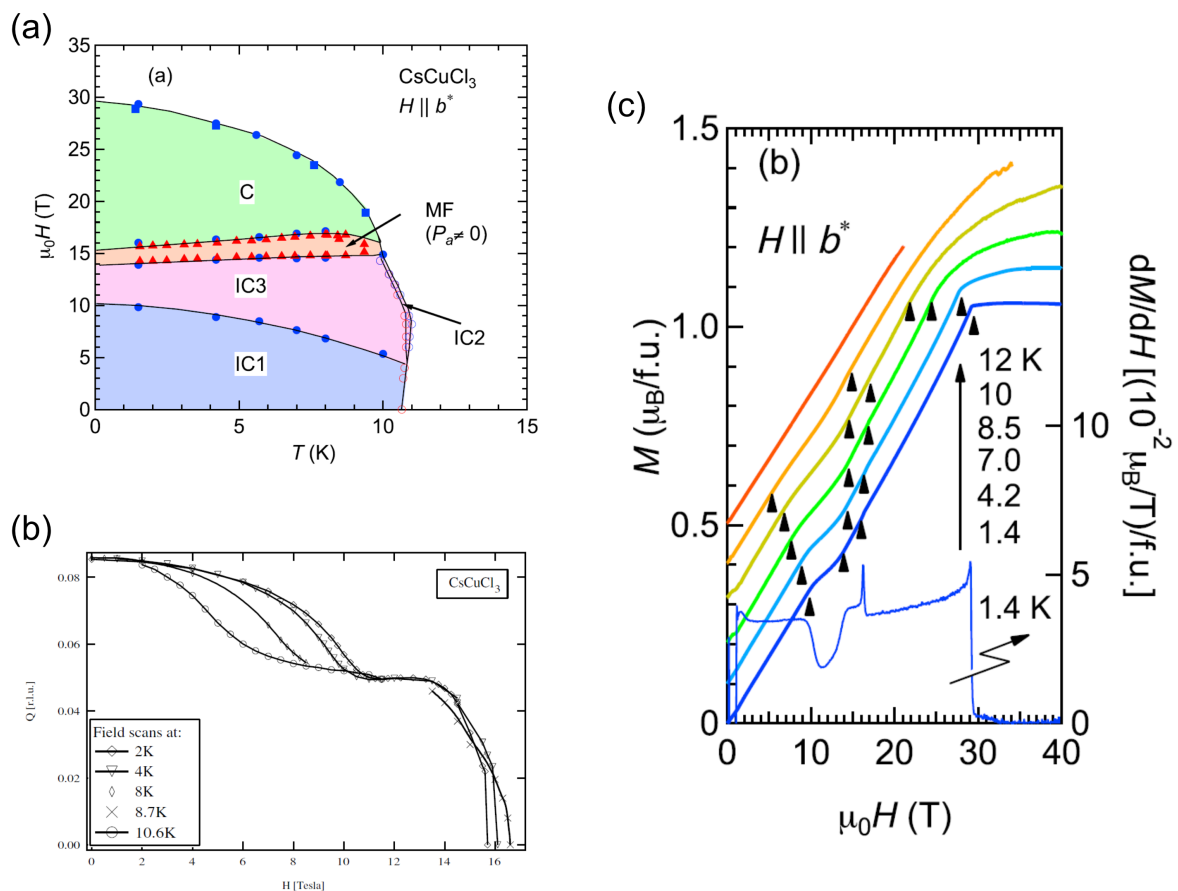 (a)
35
30
25
20
15
10
5
0
μ₀H (T)
(a)
CsCuCl₃
H || b*
C
MF
(Pₐ≠ 0)
IC3
IC2
IC1
0
5
10
15
T (K)
(b)
0.08
0.06
0.04
0.02
0.00
Q [r.l.u.]
CsCuCl₃
Field scans at:
2K
4K
8K
8.7K
10.6K
0
2
4
6
8
10
12
14
16
H [Tesla]
(c)
1.5
1.0
0.5
0
M (μB/f.u.)
(b)
H || b*
12 K
10
8.5
7.0
4.2
1.4
1.4 K
10
5
0
dM/dH [(10⁻² μB/T)/f.u.]
0
10
20
30
40
μ₀H (T)